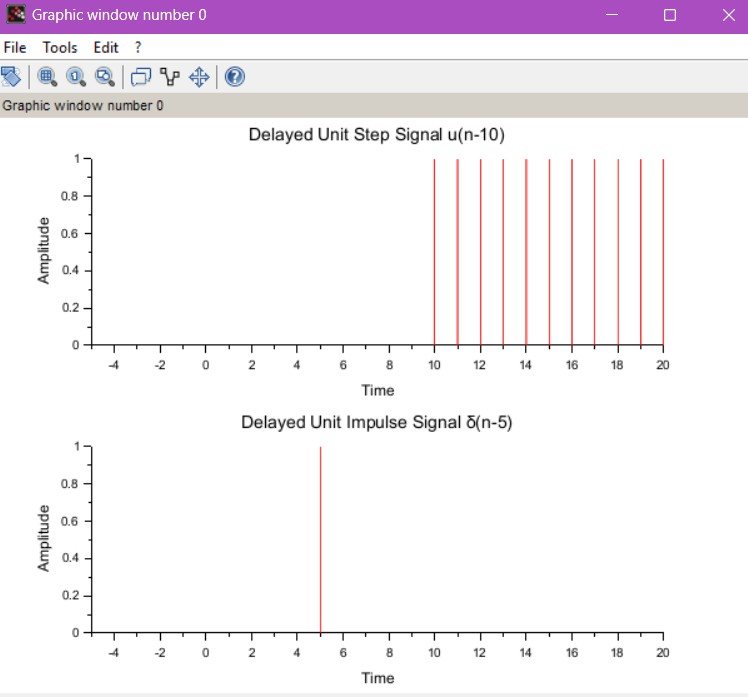 Graphic window number 0
File Tools Edit ?
Graphic window number 0
Delayed Unit Step Signal u(n-10)
1
0.8
0.6
0.4
0.2
0
Amplitude
-4 -2 0 2 4 6 8 10 12 14 16 18 20
Time
Delayed Unit Impulse Signal δ(n-5)
1
0.8
0.6
0.4
0.2
0
Amplitude
-4 -2 0 2 4 6 8 10 12 14 16 18 20
Time